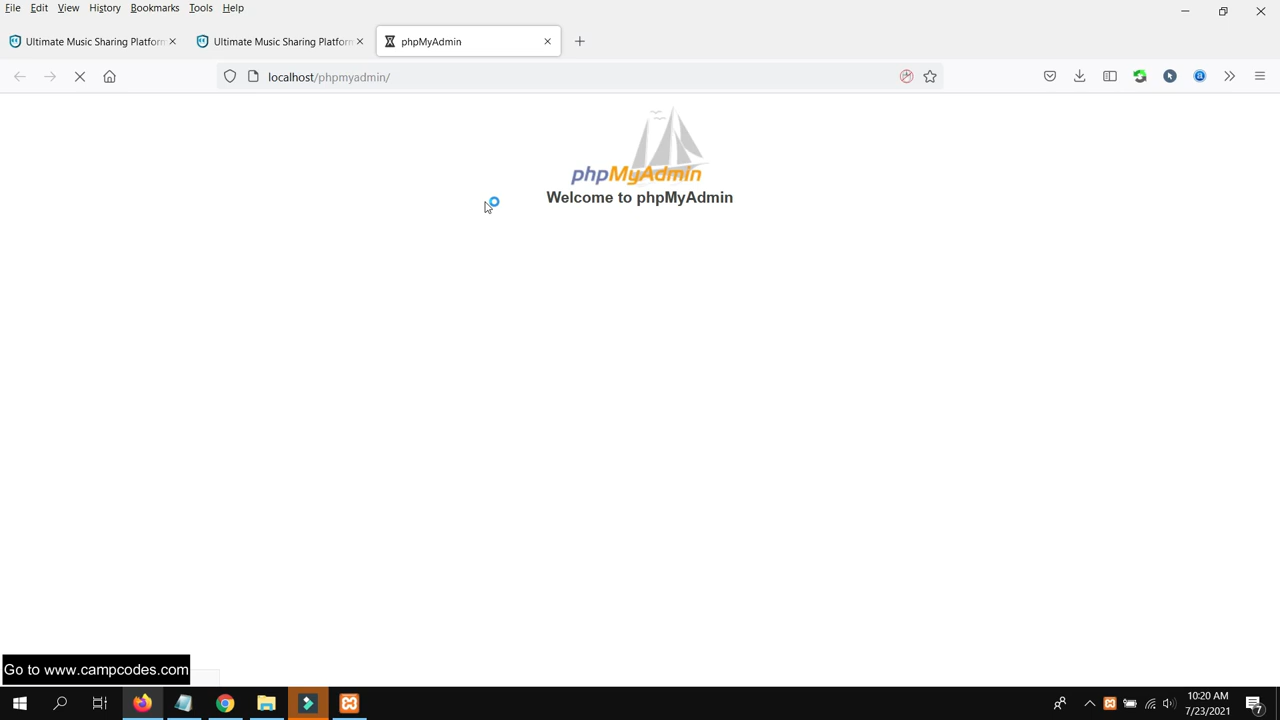 File Edit View History Bookmarks Tools Help
Ultimate Music Sharing Platform
Ultimate Music Sharing Platform
phpMyAdmin
localhost/phpmyadmin/
phpMyAdmin
Welcome to phpMyAdmin
Go to www.campcodes.com
10:20 AM
7/23/2021
7